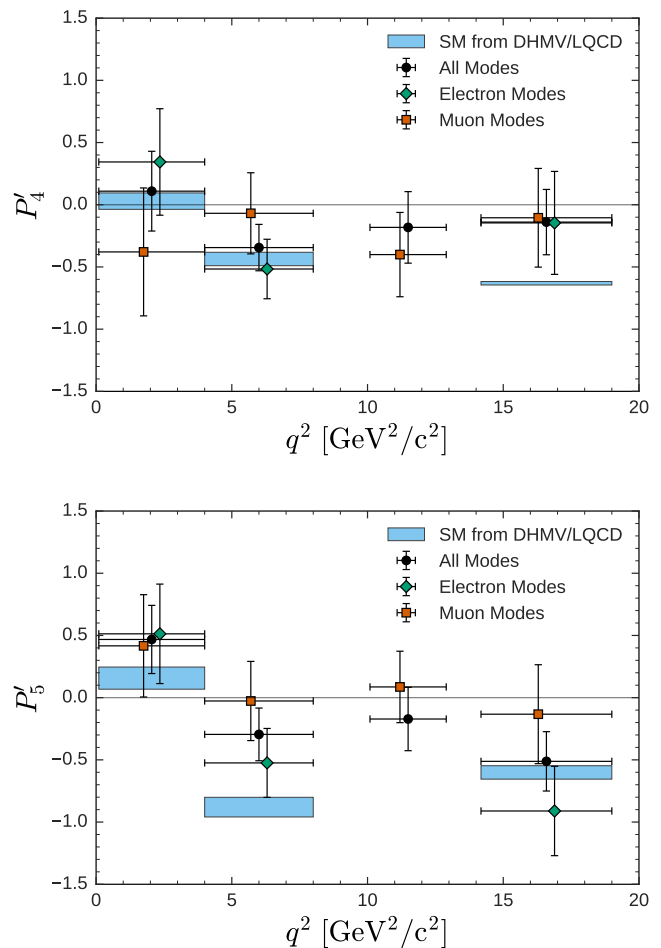 1.5
1.0
0.5
0.0
−0.5
−1.0
−1.5
P′4
SM from DHMV/LQCD
All Modes
Electron Modes
Muon Modes
0 5 10 15 20
q² [GeV²/c²]
1.5
1.0
0.5
0.0
−0.5
−1.0
−1.5
P′5
SM from DHMV/LQCD
All Modes
Electron Modes
Muon Modes
0 5 10 15 20
q² [GeV²/c²]